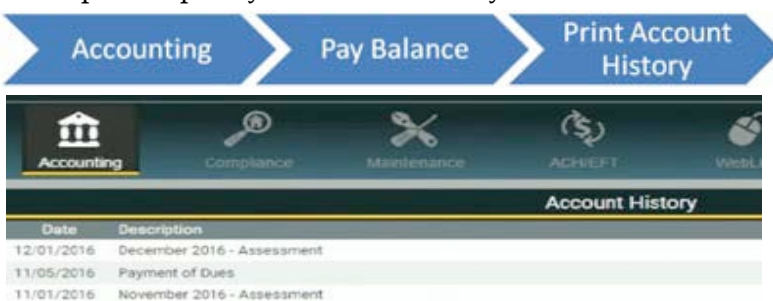 Accounting
Pay Balance
Print Account
History
Accounting Compliance Maintenance ACH/EFT
Account History
Date Description
12/01/2016 December 2016 - Assessment
11/05/2016 Payment of Dues
11/01/2016 November 2016 - Assessment